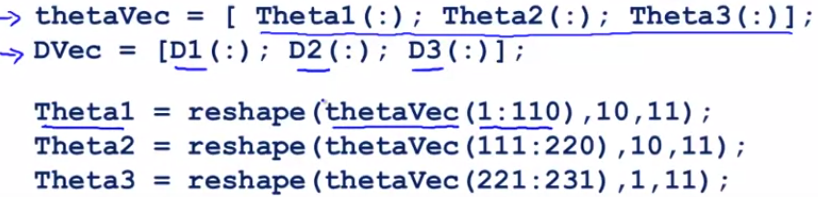 thetaVec = [ Theta1(:); Theta2(:); Theta3(:)];
DVec = [D1(:); D2(:); D3(:)];
Theta1 = reshape(thetaVec(1:110),10,11);
Theta2 = reshape(thetaVec(111:220),10,11);
Theta3 = reshape(thetaVec(221:231),1,11);